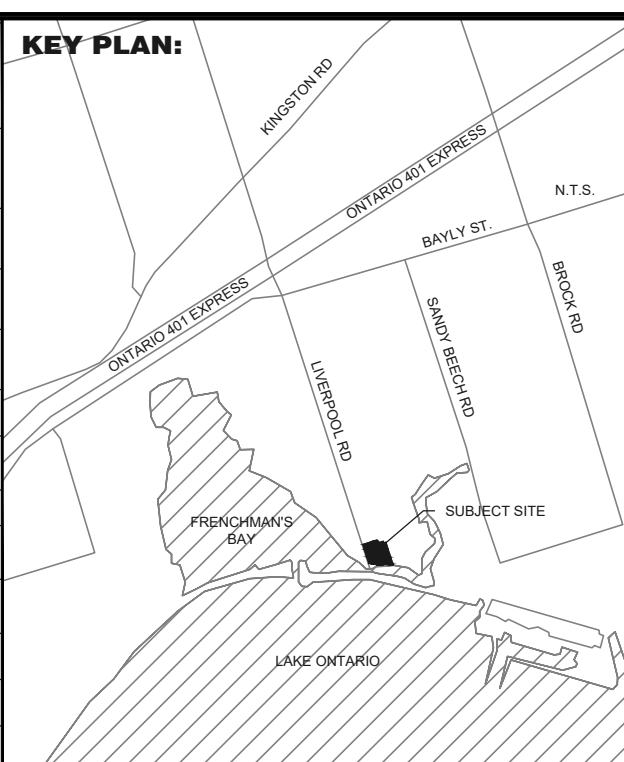 KEY PLAN:
KINGSTON RD
ONTARIO 401 EXPRESS
N.T.S.
BAYLY ST.
BROCK RD
ONTARIO 401 EXPRESS
SANDY BEECH RD
LIVERPOOL RD
SUBJECT SITE
FRENCHMAN'S
BAY
LAKE ONTARIO